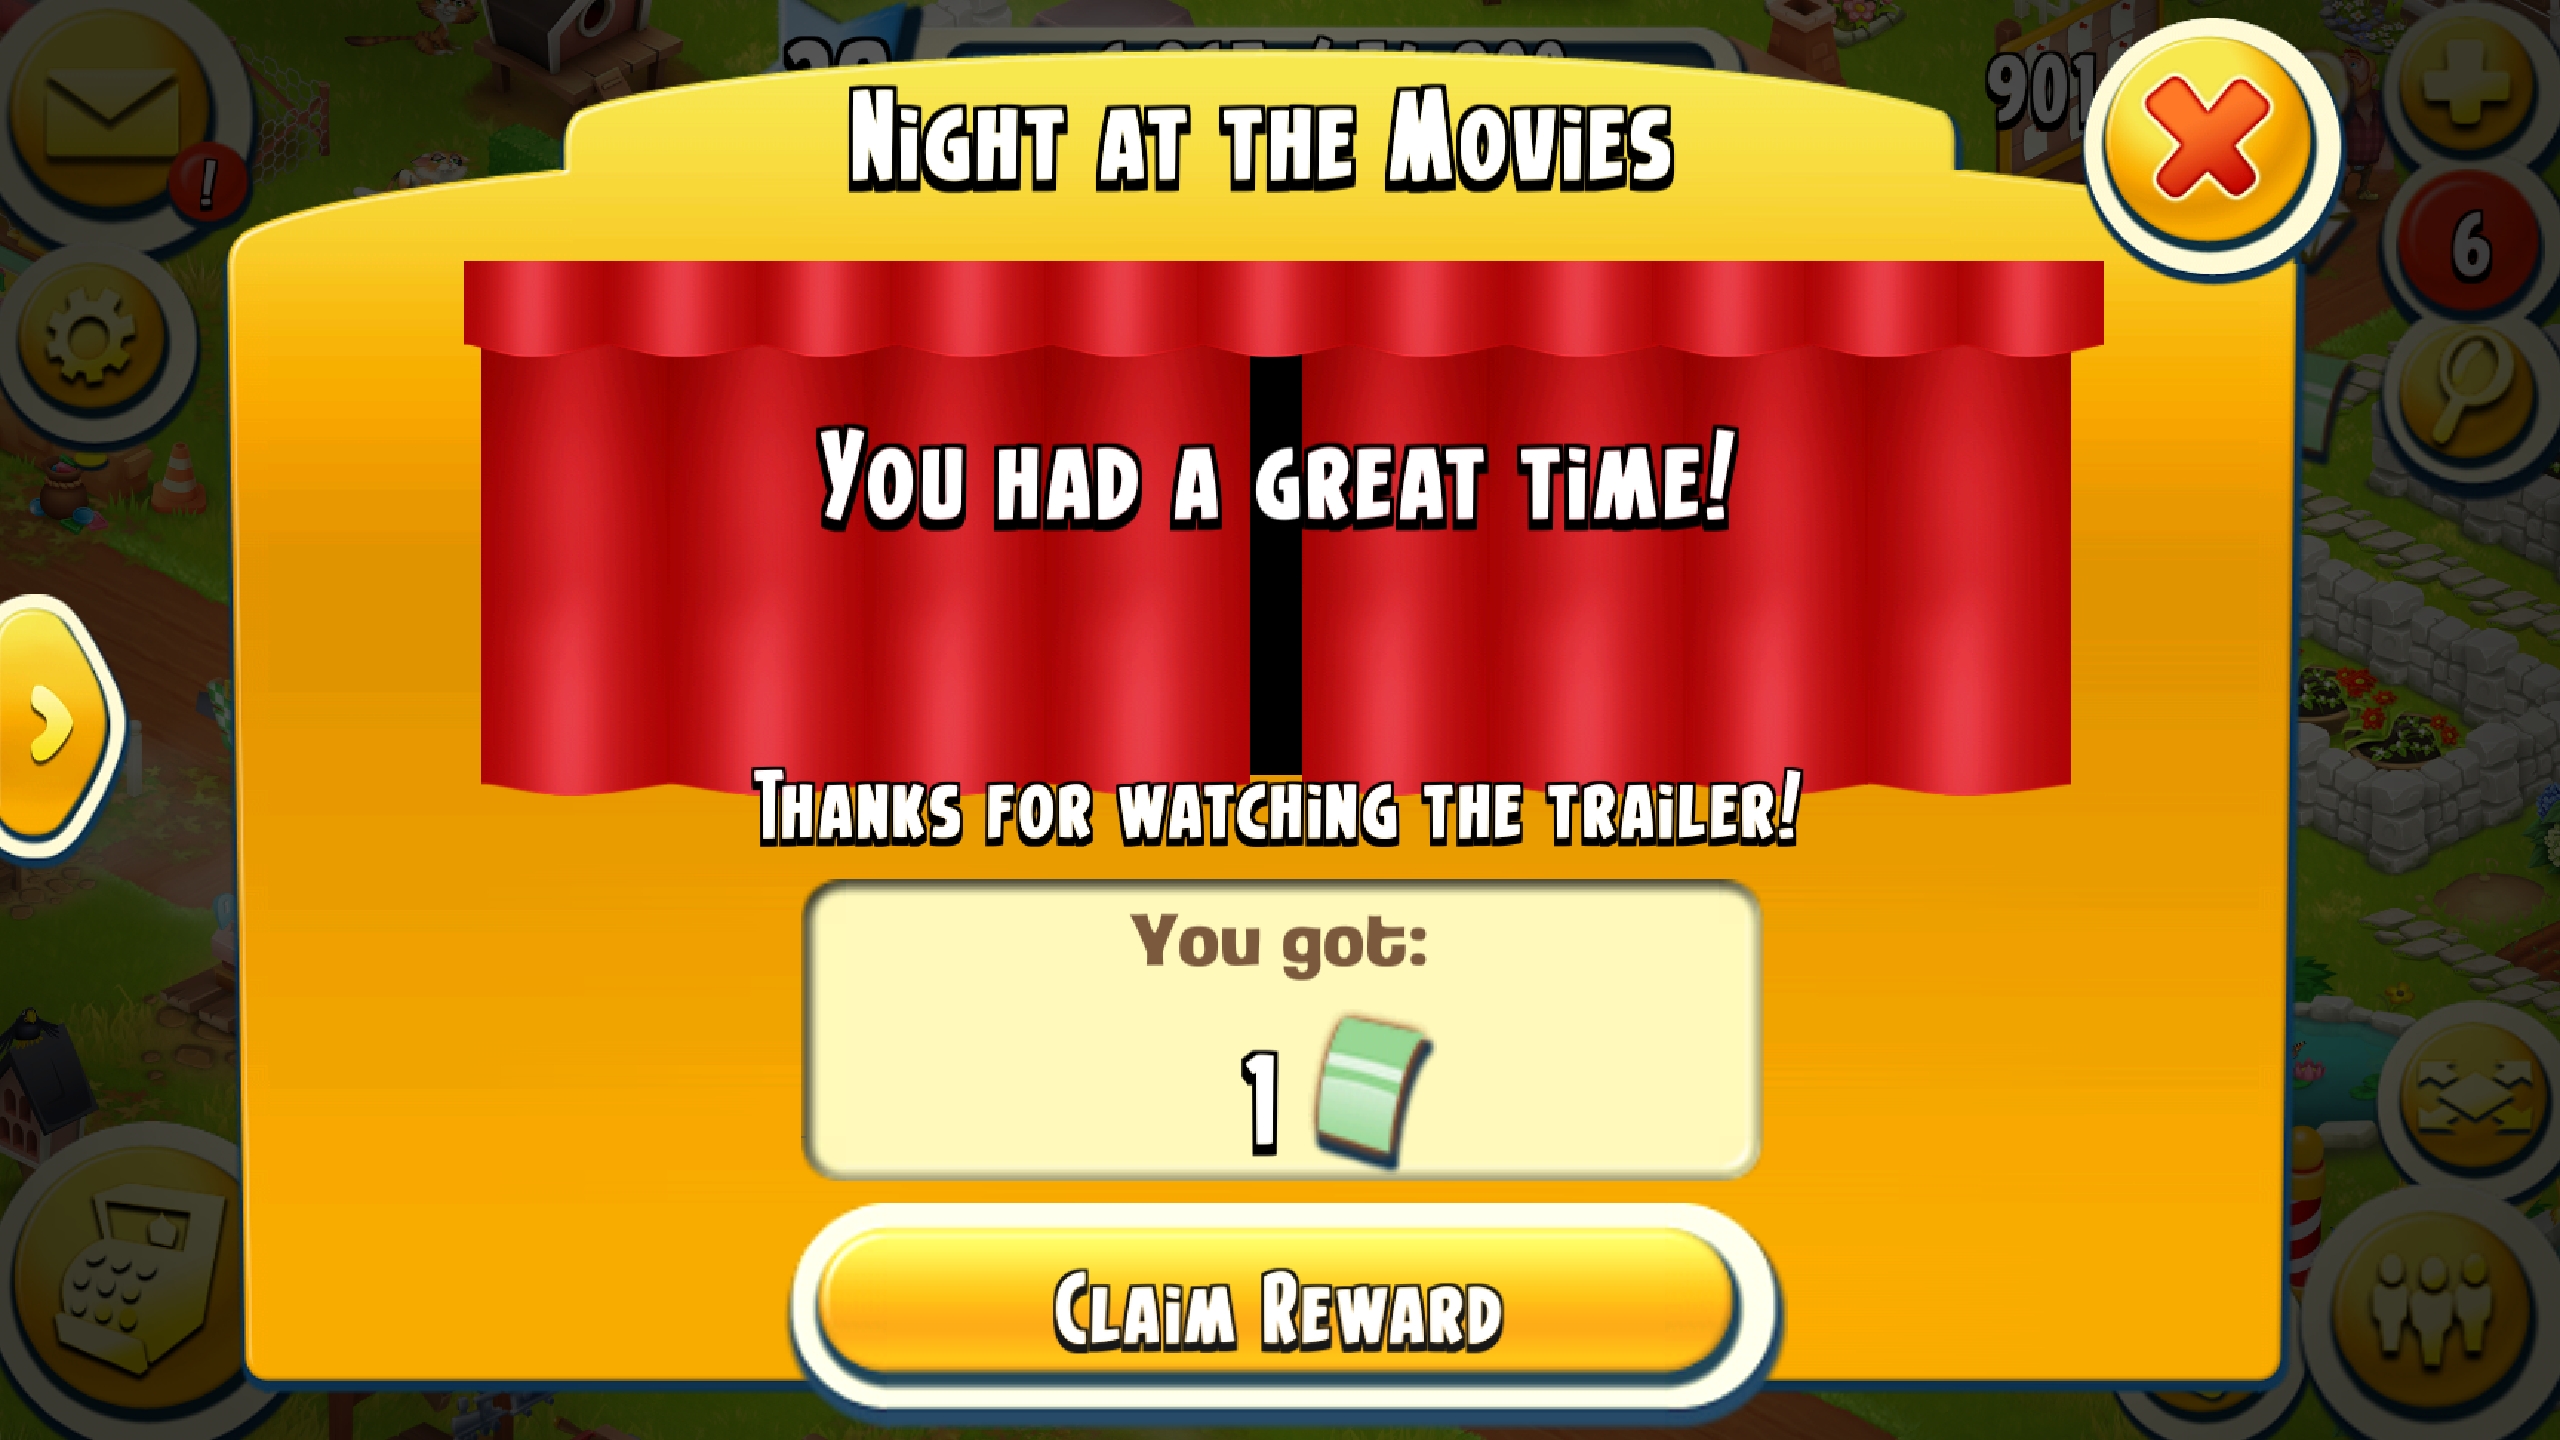 901
NiGHT AT THE MOViES
!
6
YOU HAD A GREAT TiME!
THANKS FOR WATCHiNG THE TRAiLER!
You got:
1
CLAiM REWARD